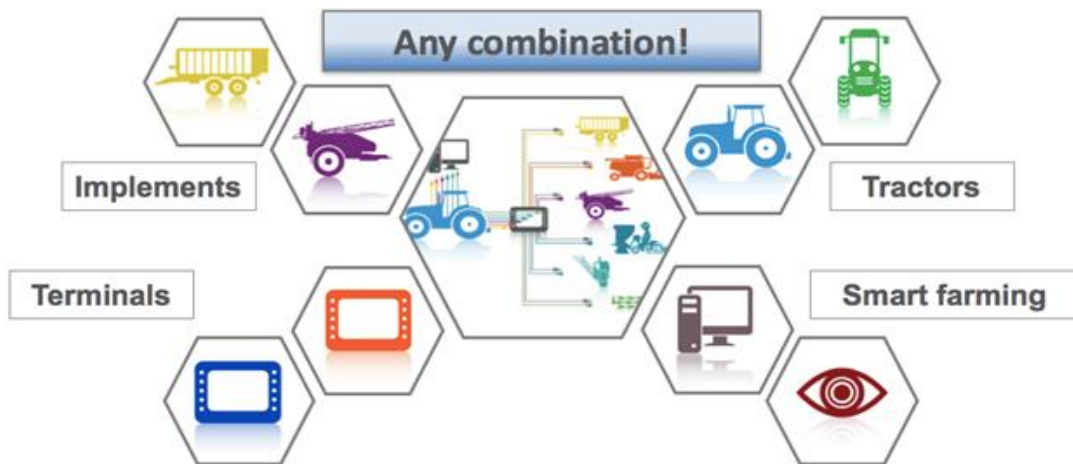 Any combination!
Implements
Tractors
Terminals
Smart farming